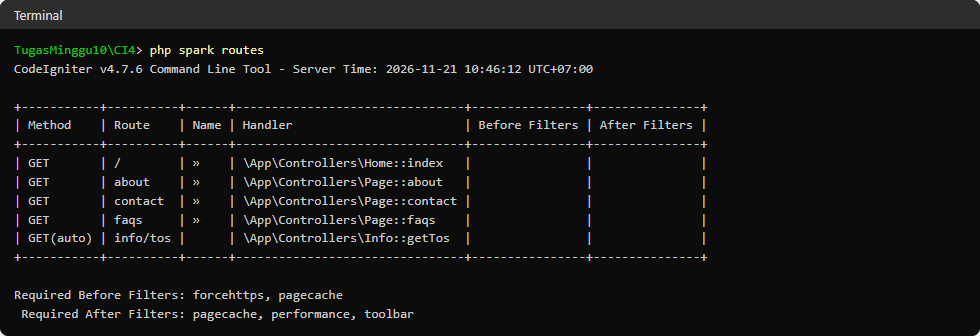 Terminal
TugasMinggu10\CI4> php spark routes
CodeIgniter v4.7.6 Command Line Tool - Server Time: 2026-11-21 10:46:12 UTC+07:00
+-----------+----------+------+--------------------------------+----------------+---------------+
| Method    | Route    | Name | Handler                        | Before Filters | After Filters |
+-----------+----------+------+--------------------------------+----------------+---------------+
| GET       | /        | »    | \App\Controllers\Home::index   |                |               |
| GET       | about    | »    | \App\Controllers\Page::about   |                |               |
| GET       | contact  | »    | \App\Controllers\Page::contact |                |               |
| GET       | faqs     | »    | \App\Controllers\Page::faqs    |                |               |
| GET(auto) | info/tos |      | \App\Controllers\Info::getTos  |                |               |
+-----------+----------+------+--------------------------------+----------------+---------------+
Required Before Filters: forcehttps, pagecache
 Required After Filters: pagecache, performance, toolbar